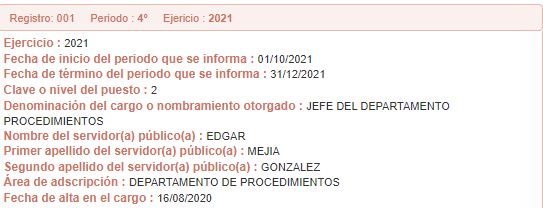 Registro: 001 Periodo : 4º Ejericio : 2021
Ejercicio : 2021
Fecha de inicio del periodo que se informa : 01/10/2021
Fecha de término del periodo que se informa : 31/12/2021
Clave o nivel del puesto : 2
Denominación del cargo o nombramiento otorgado : JEFE DEL DEPARTAMENTO
PROCEDIMIENTOS
Nombre del servidor(a) público(a) : EDGAR
Primer apellido del servidor(a) público(a) : MEJIA
Segundo apellido del servidor(a) público(a) : GONZALEZ
Área de adscripción : DEPARTAMENTO DE PROCEDIMIENTOS
Fecha de alta en el cargo : 16/08/2020